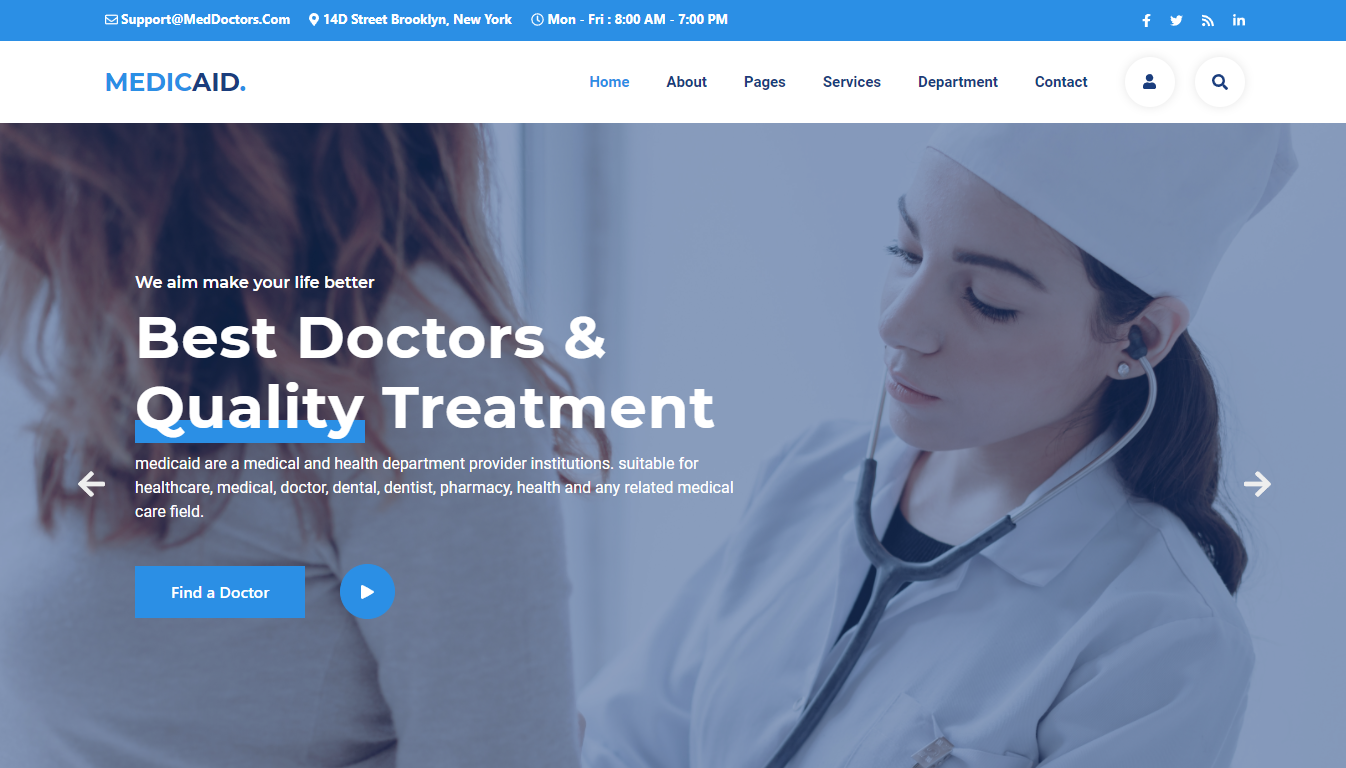 Support@MedDoctors.Com 14D Street Brooklyn, New York Mon - Fri : 8:00 AM - 7:00 PM
MEDICAID. Home About Pages Services Department Contact
We aim make your life better
Best Doctors &
Quality Treatment
medicaid are a medical and health department provider institutions. suitable for
healthcare, medical, doctor, dental, dentist, pharmacy, health and any related medical
care field.
Find a Doctor